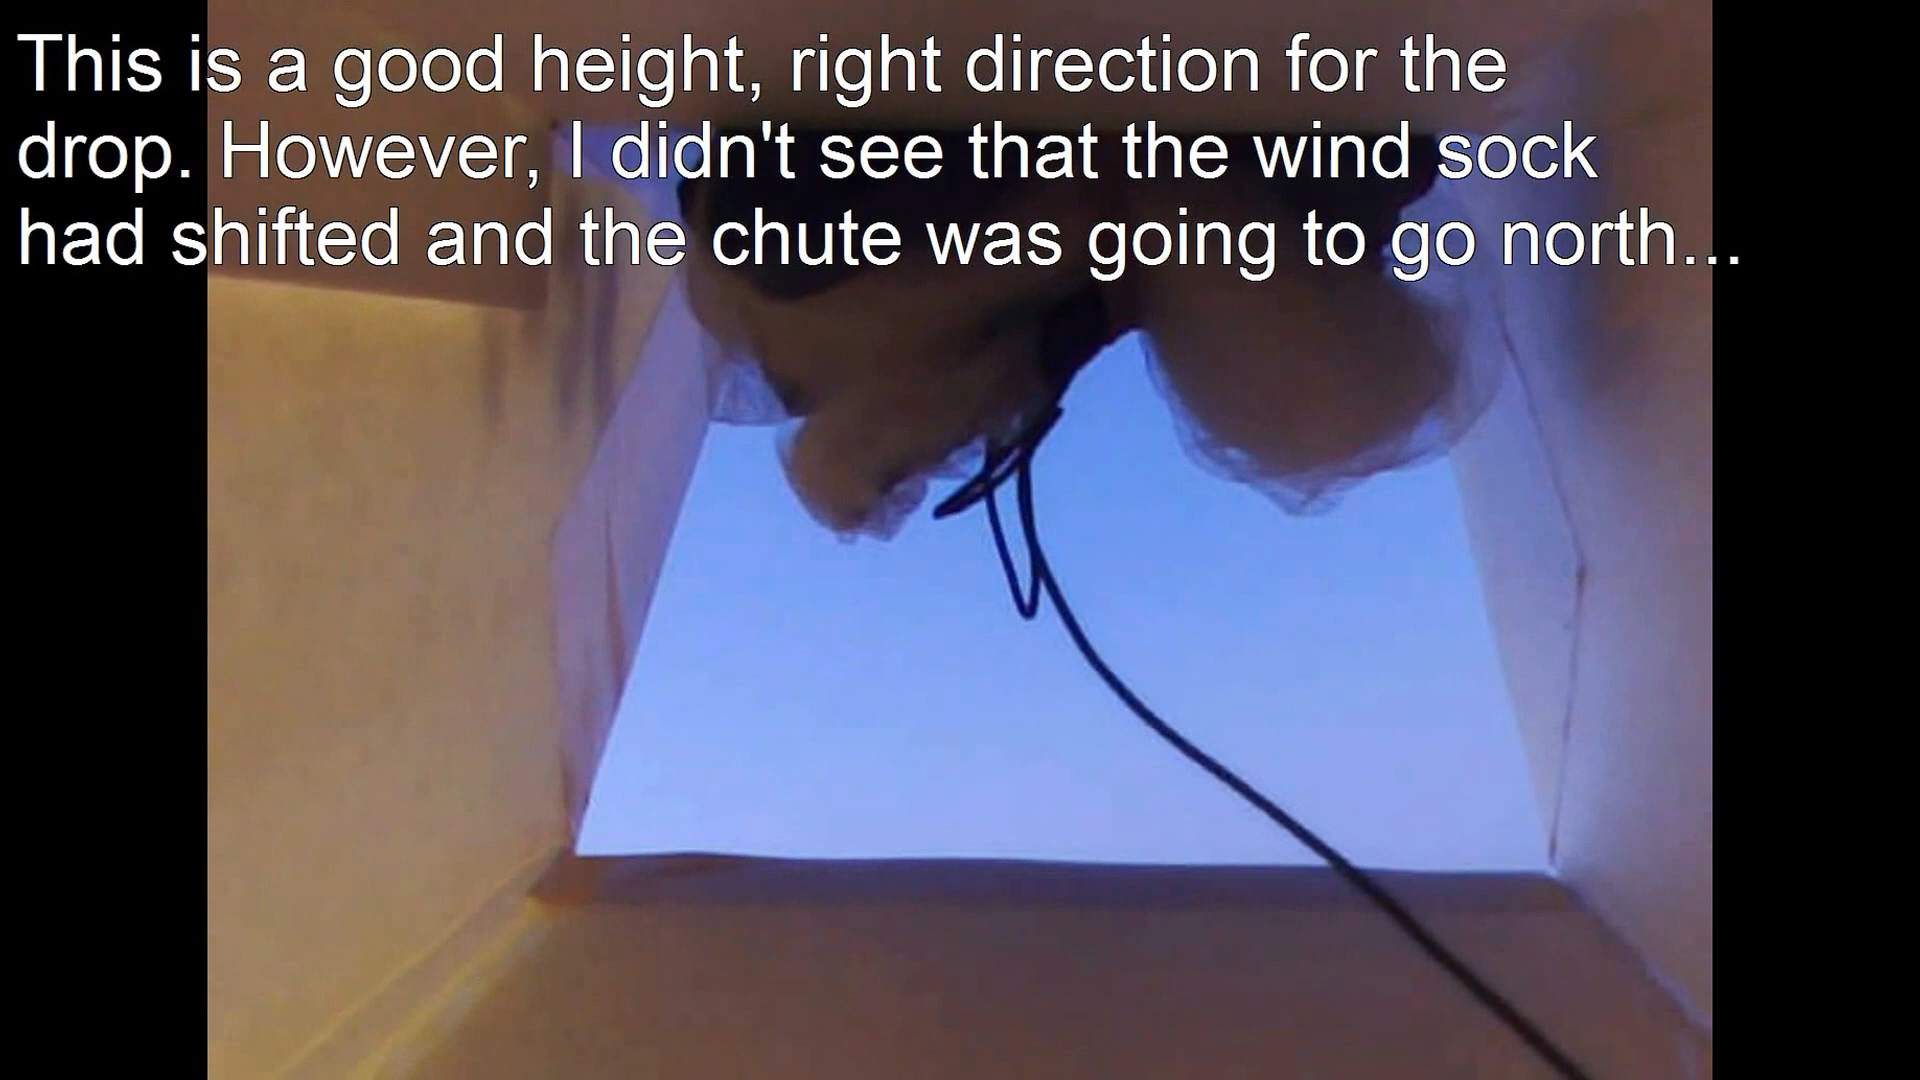 This is a good height, right direction for the
drop. However, I didn't see that the wind sock
had shifted and the chute was going to go north...